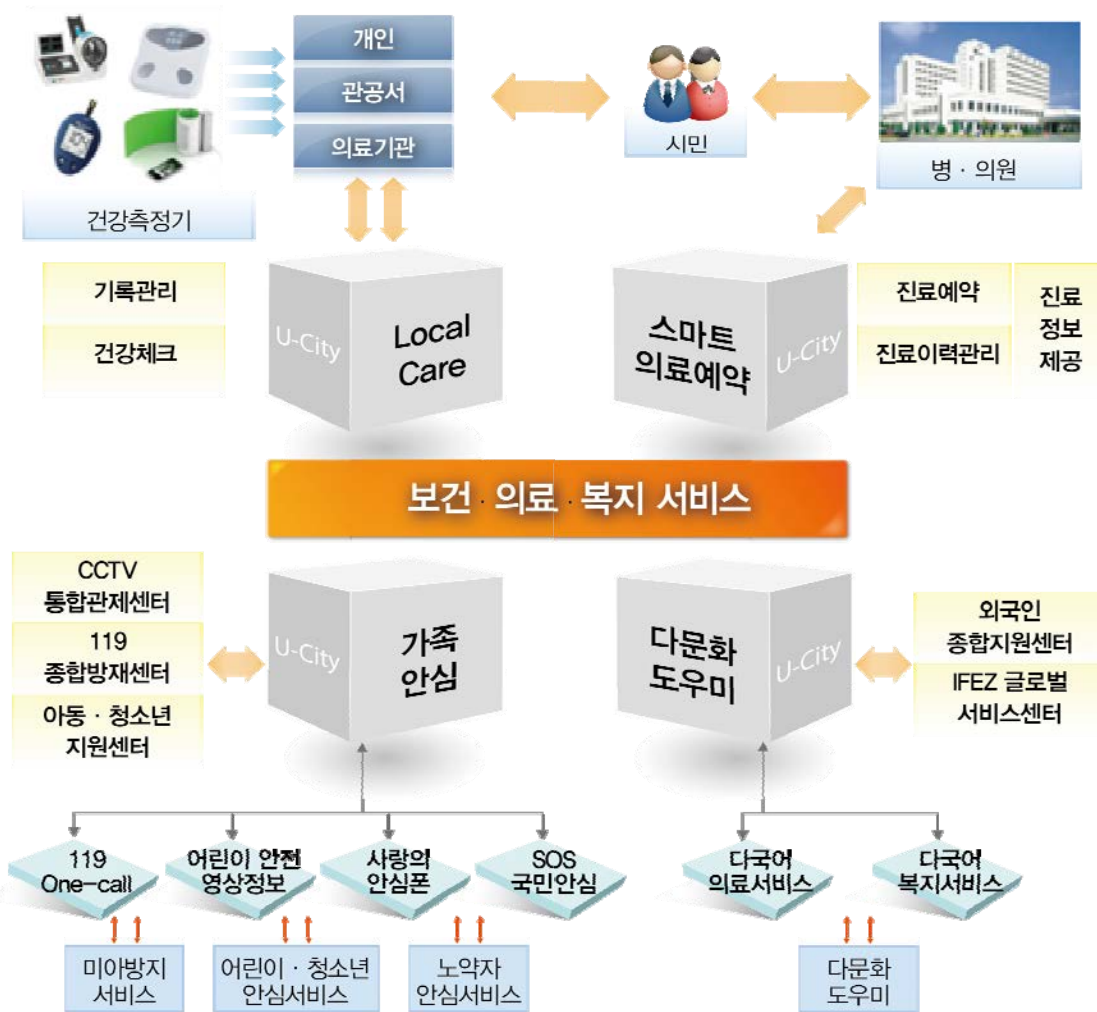 개인
관공서
의료기관
건강측정기
시민
병 · 의원
기록관리
건강체크
U-City
Local
Care
스마트
의료예약
U-City
진료예약
진료이력관리
진료
정보
제공
보건 · 의료 · 복지 서비스
CCTV
통합관제센터
119
종합방재센터
아동 · 청소년
지원센터
U-City
가족
안심
다문화
도우미
U-City
외국인
종합지원센터
IFEZ 글로벌
서비스센터
119
One-call
어린이 안전
영상정보
사랑의
안심폰
SOS
국민안심
다국어
의료서비스
다국어
복지서비스
미아방지
서비스
어린이 · 청소년
안심서비스
노약자
안심서비스
다문화
도우미